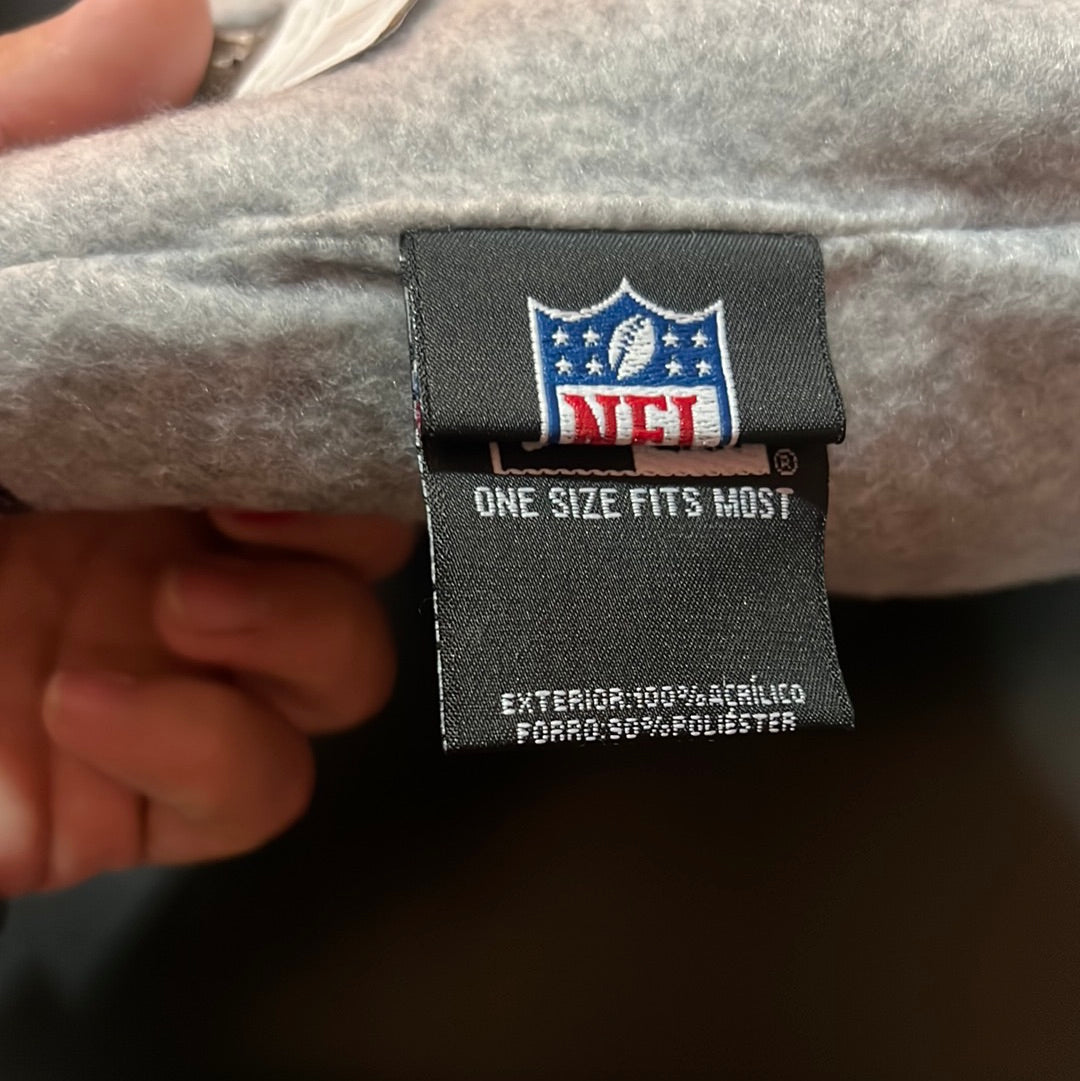 NFL
®
ONE SIZE FITS MOST
EXTERIOR:100%ACRÍLICO
FORRO:90%POLIÉSTER